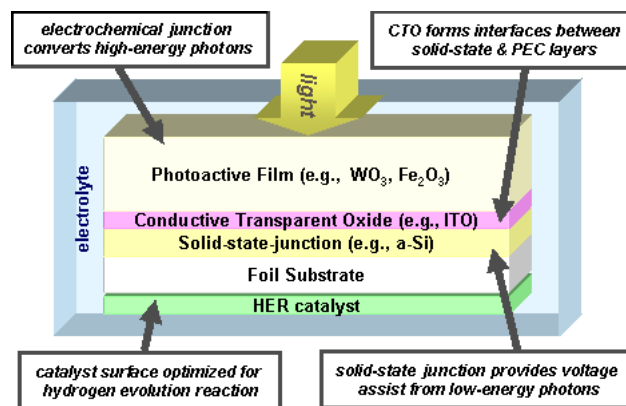 electrochemical junction
converts high-energy photons
CTO forms interfaces between
solid-state & PEC layers
light
electrolyte
Photoactive Film (e.g., WO₃, Fe₂O₃)
Conductive Transparent Oxide (e.g., ITO)
Solid-state-junction (e.g., a-Si)
Foil Substrate
HER catalyst
catalyst surface optimized for
hydrogen evolution reaction
solid-state junction provides voltage
assist from low-energy photons